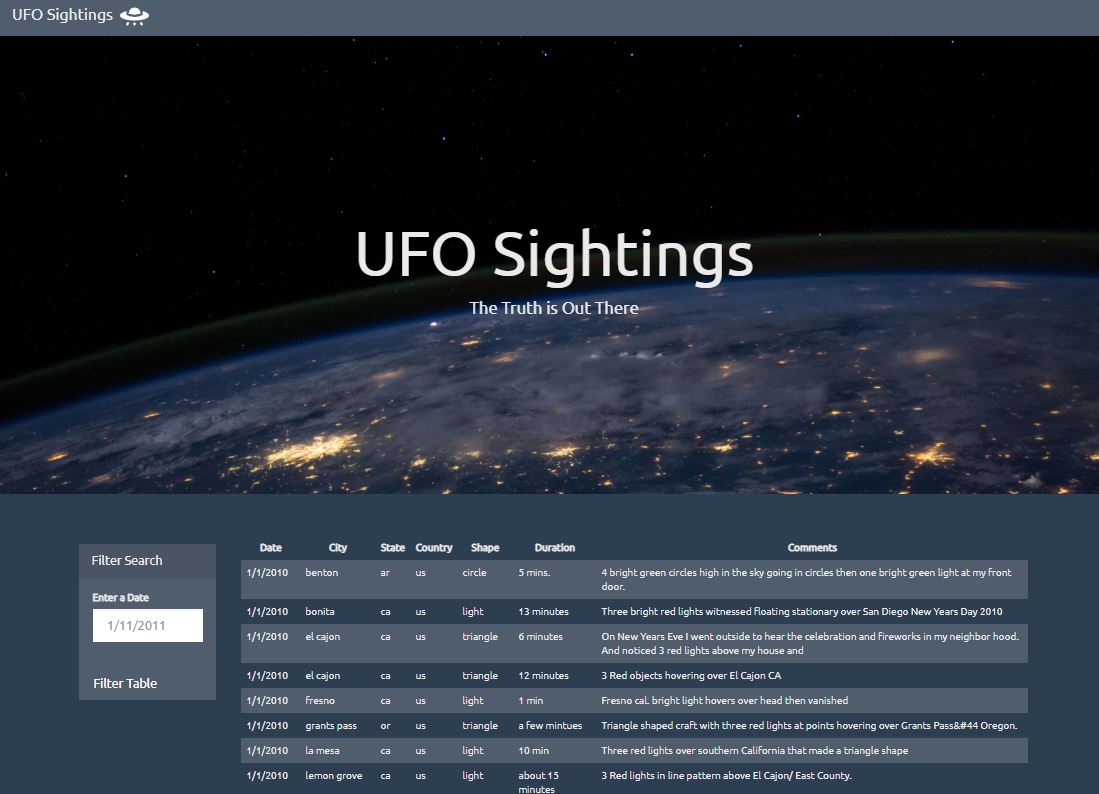 UFO Sightings
UFO Sightings
The Truth is Out There
Filter Search
Enter a Date
1/11/2011
Filter Table
Date City State Country Shape Duration Comments
1/1/2010 benton ar us circle 5 mins. 4 bright green circles high in the sky going in circles then one bright green light at my front
door.
1/1/2010 bonita ca us light 13 minutes Three bright red lights witnessed floating stationary over San Diego New Years Day 2010
1/1/2010 el cajon ca us triangle 6 minutes On New Years Eve I went outside to hear the celebration and fireworks in my neighbor hood.
And noticed 3 red lights above my house and
1/1/2010 el cajon ca us triangle 12 minutes 3 Red objects hovering over El Cajon CA
1/1/2010 fresno ca us light 1 min Fresno cal. bright light hovers over head then vanished
1/1/2010 grants pass or us triangle a few mintues Triangle shaped craft with three red lights at points hovering over Grants Pass&#44 Oregon.
1/1/2010 la mesa ca us light 10 min Three red lights over southern California that made a triangle shape
1/1/2010 lemon grove ca us light about 15 3 Red lights in line pattern above El Cajon/ East County.
minutes